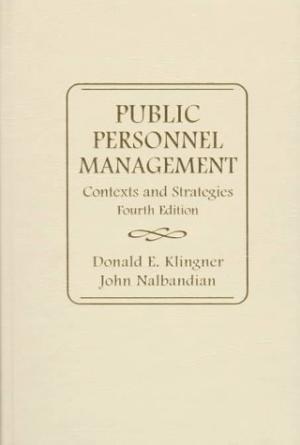 PUBLIC
PERSONNEL
MANAGEMENT
Contexts and Strategies
Fourth Edition
Donald E. Klingner
John Nalbandian